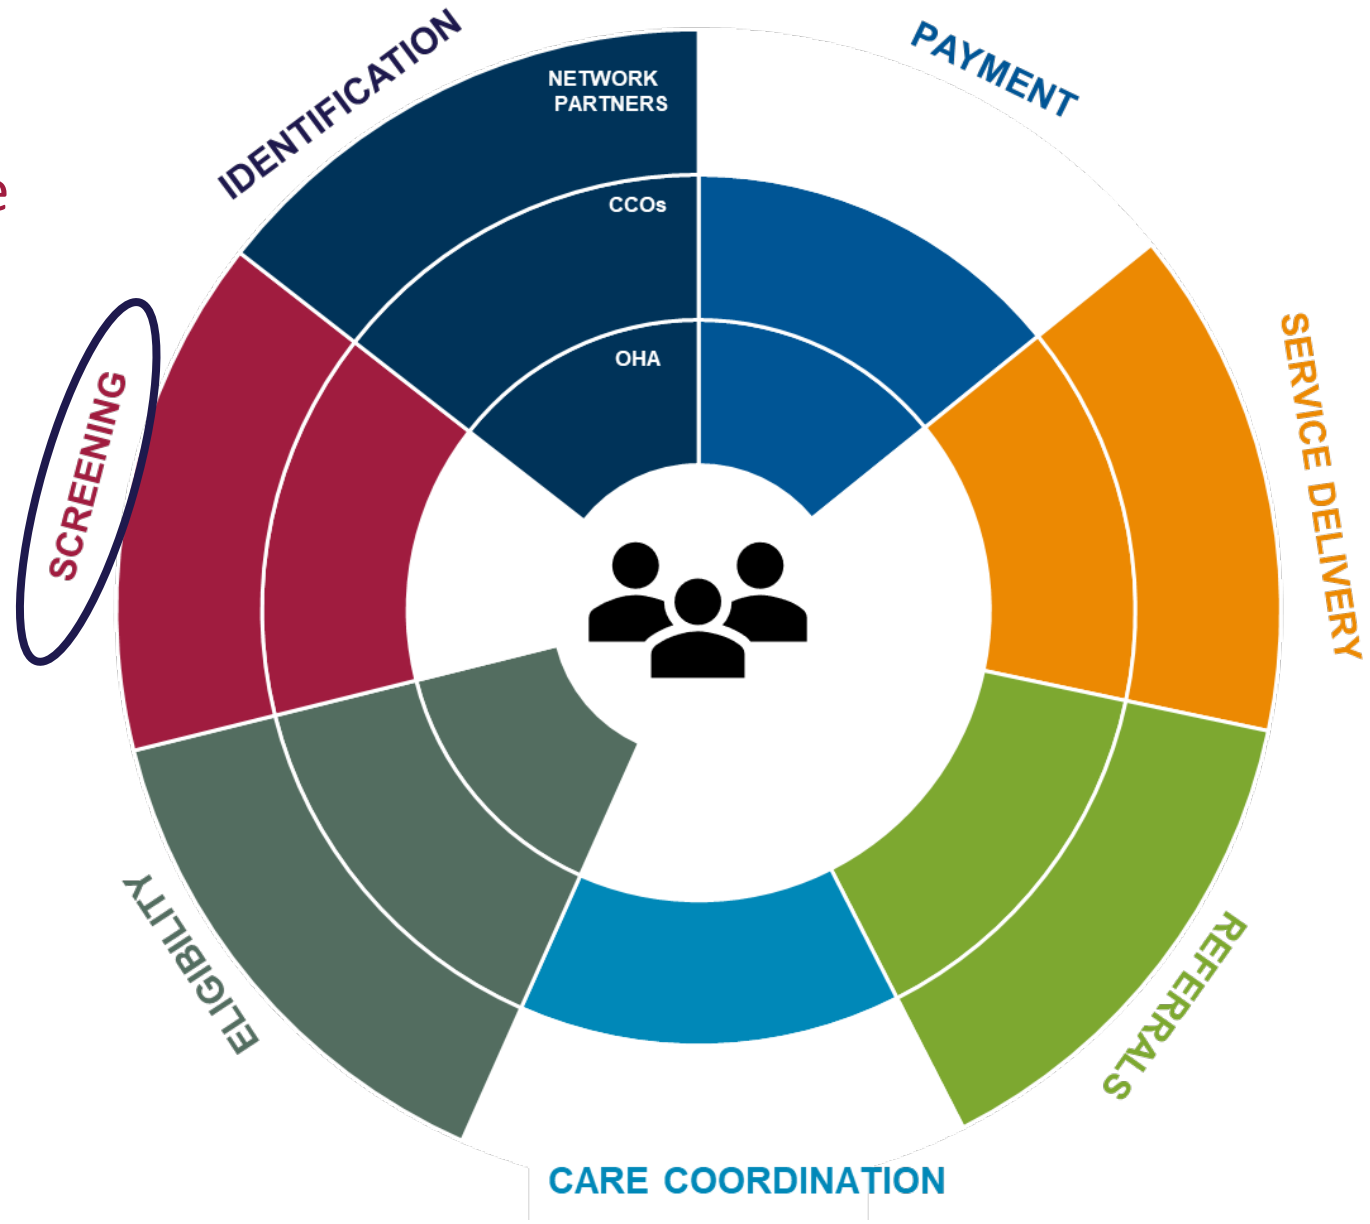 IDENTIFICATION
PAYMENT
NETWORK
PARTNERS
CCOs
OHA
e
SCREENING
SERVICE DELIVERY
ELIGIBILITY
REFERRALS
CARE COORDINATION